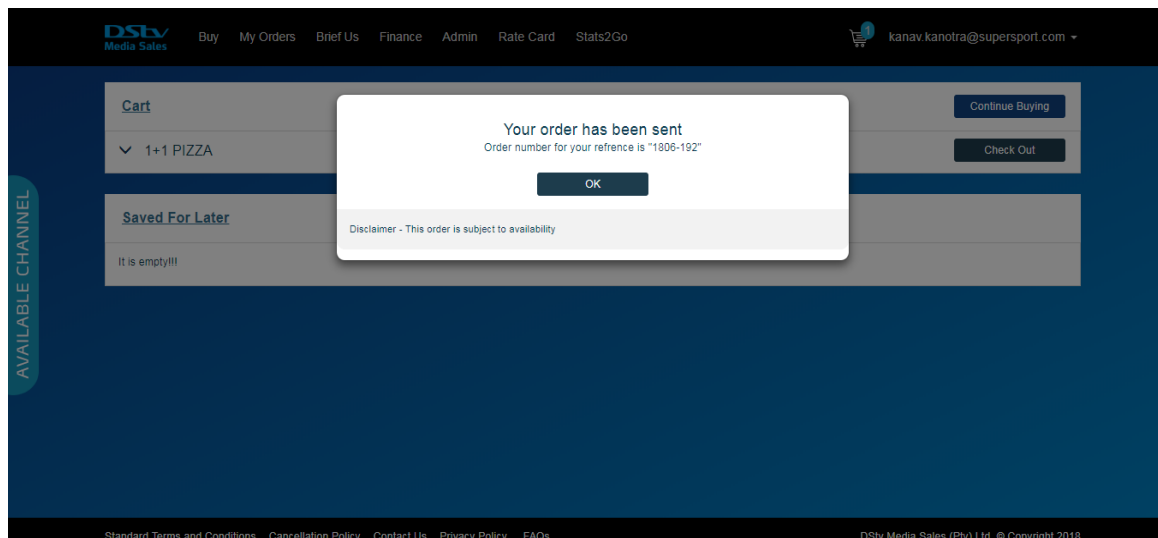 DStv
Media Sales
Buy My Orders Brief Us Finance Admin Rate Card Stats2Go
1
kanav.kanotra@supersport.com
Cart
Continue Buying
1+1 PIZZA
Check Out
Your order has been sent
Order number for your refrence is "1806-192"
OK
Disclaimer - This order is subject to availability
Saved For Later
It is empty!!!
AVAILABLE CHANNEL
Standard Terms and Conditions Cancellation Policy Contact Us Privacy Policy FAQs
DStv Media Sales (Pty) Ltd. © Copyright 2018